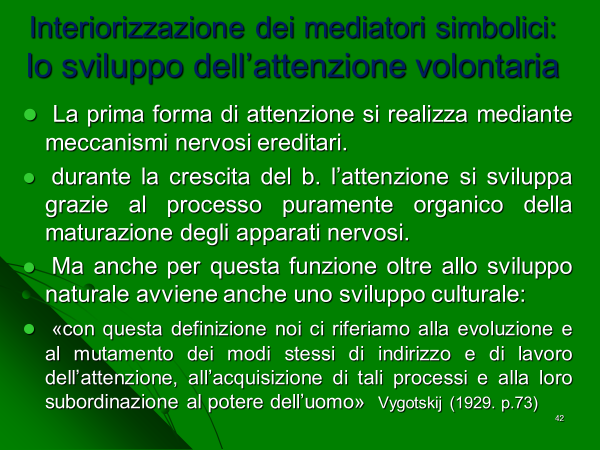 Interiorizzazione dei mediatori simbolici:
lo sviluppo dell’attenzione volontaria
La prima forma di attenzione si realizza mediante
meccanismi nervosi ereditari.
durante la crescita del b. l’attenzione si sviluppa
grazie al processo puramente organico della
maturazione degli apparati nervosi.
Ma anche per questa funzione oltre allo sviluppo
naturale avviene anche uno sviluppo culturale:
«con questa definizione noi ci riferiamo alla evoluzione e
al mutamento dei modi stessi di indirizzo e di lavoro
dell’attenzione, all’acquisizione di tali processi e alla loro
subordinazione al potere dell’uomo» Vygotskij (1929. p.73)
42